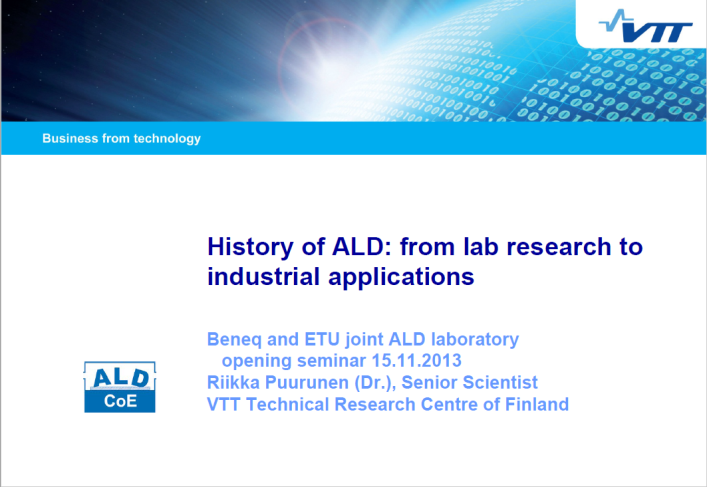 VTT
Business from technology
History of ALD: from lab research to
industrial applications
Beneq and ETU joint ALD laboratory
opening seminar 15.11.2013
Riikka Puurunen (Dr.), Senior Scientist
VTT Technical Research Centre of Finland
ALD
CoE